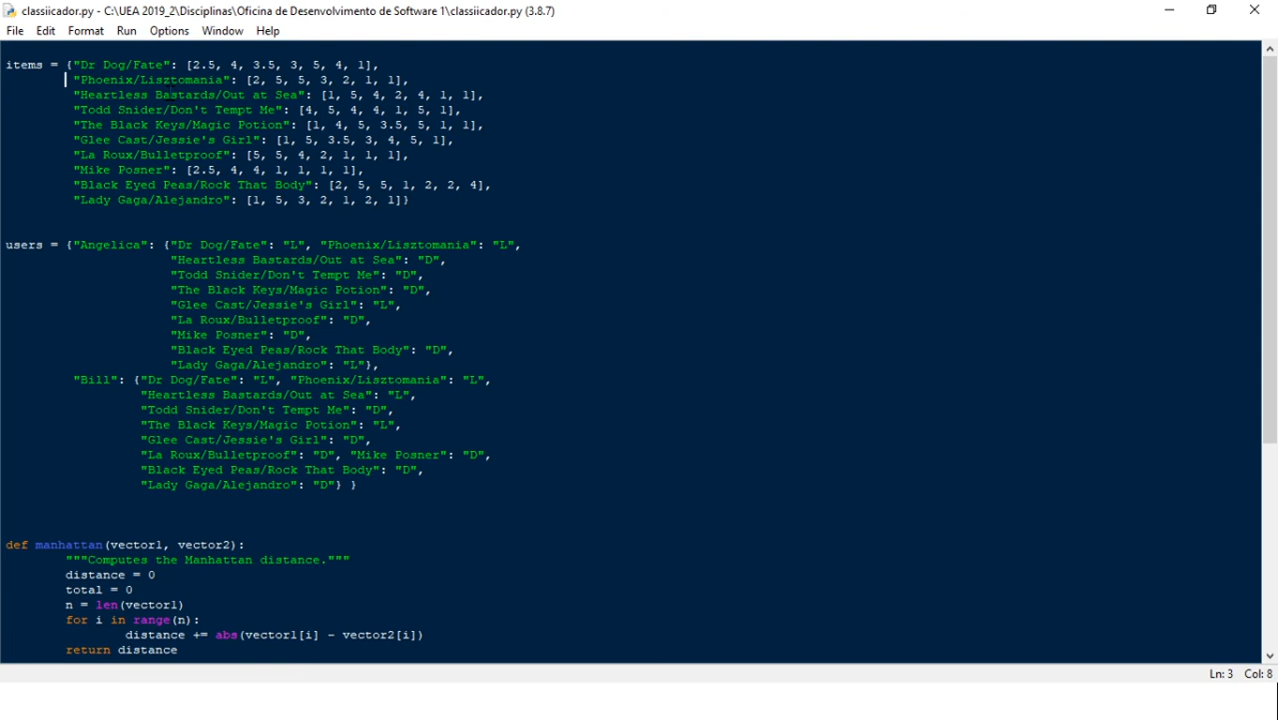 classiicador.py - C:\UEA 2019_2\Disciplinas\Oficina de Desenvolvimento de Software 1\classiicador.py (3.8.7)
File Edit Format Run Options Window Help
items = {"Dr Dog/Fate": [2.5, 4, 3.5, 3, 5, 4, 1],
"Phoenix/Lisztomania": [2, 5, 5, 3, 2, 1, 1],
"Heartless Bastards/Out at Sea": [1, 5, 4, 2, 4, 1, 1],
"Todd Snider/Don't Tempt Me": [4, 5, 4, 4, 1, 5, 1],
"The Black Keys/Magic Potion": [1, 4, 5, 3.5, 5, 1, 1],
"Glee Cast/Jessie's Girl": [1, 5, 3.5, 3, 4, 5, 1],
"La Roux/Bulletproof": [5, 5, 4, 2, 1, 1, 1],
"Mike Posner": [2.5, 4, 4, 1, 1, 1, 1],
"Black Eyed Peas/Rock That Body": [2, 5, 5, 1, 2, 2, 4],
"Lady Gaga/Alejandro": [1, 5, 3, 2, 1, 2, 1]}
users = {"Angelica": {"Dr Dog/Fate": "L", "Phoenix/Lisztomania": "L",
"Heartless Bastards/Out at Sea": "D",
"Todd Snider/Don't Tempt Me": "D",
"The Black Keys/Magic Potion": "D",
"Glee Cast/Jessie's Girl": "L",
"La Roux/Bulletproof": "D",
"Mike Posner": "D",
"Black Eyed Peas/Rock That Body": "D",
"Lady Gaga/Alejandro": "L"},
"Bill": {"Dr Dog/Fate": "L", "Phoenix/Lisztomania": "L",
"Heartless Bastards/Out at Sea": "L",
"Todd Snider/Don't Tempt Me": "D",
"The Black Keys/Magic Potion": "L",
"Glee Cast/Jessie's Girl": "D",
"La Roux/Bulletproof": "D", "Mike Posner": "D",
"Black Eyed Peas/Rock That Body": "D",
"Lady Gaga/Alejandro": "D"} }
def manhattan(vector1, vector2):
"""Computes the Manhattan distance."""
distance = 0
total = 0
n = len(vector1)
for i in range(n):
distance += abs(vector1[i] - vector2[i])
return distance
Ln: 3 Col: 8